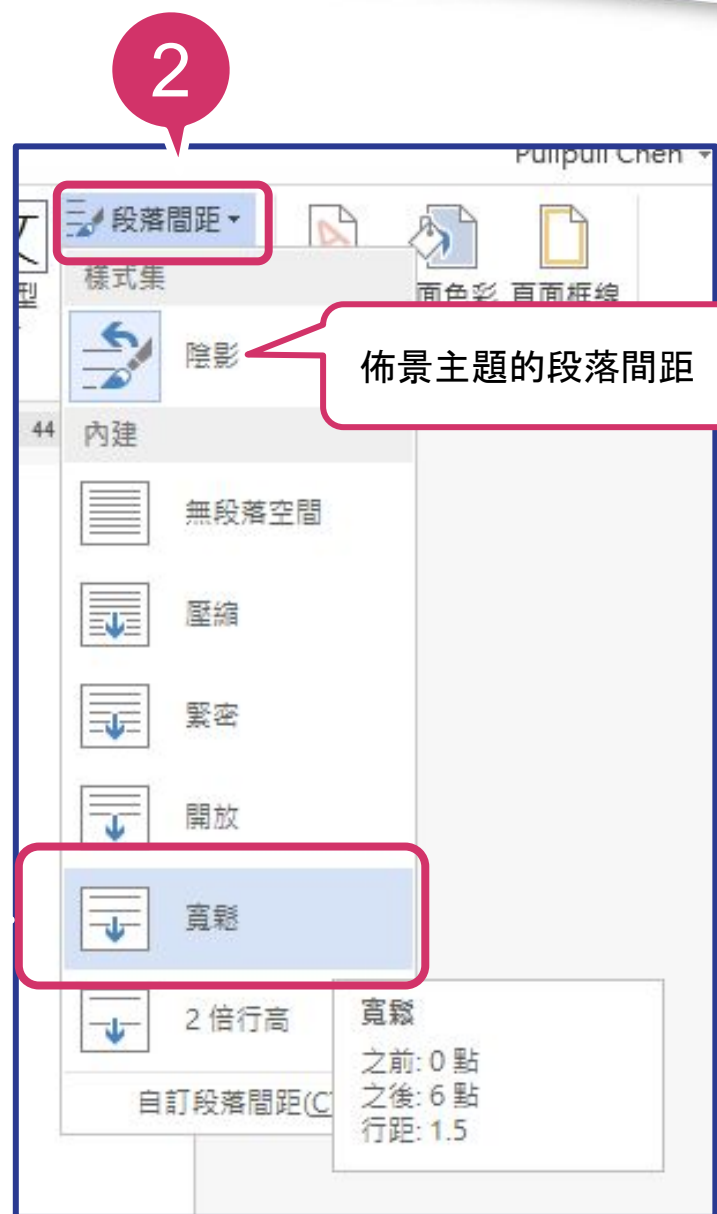 2
Pulipuli Chen
段落間距
型
樣式集
面色彩 頁面框線
陰影
佈景主題的段落間距
44
內建
無段落空間
壓縮
緊密
開放
寬鬆
2 倍行高
寬鬆
之前: 0 點
之後: 6 點
行距: 1.5
自訂段落間距(C